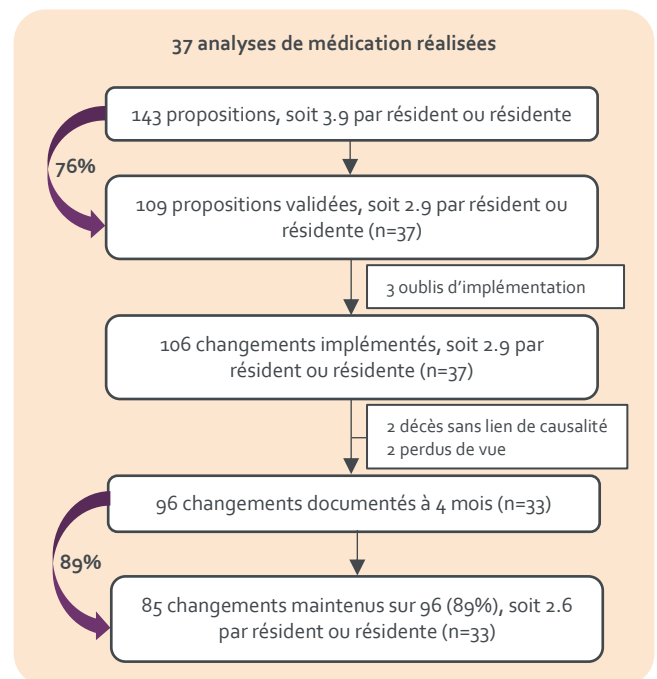 37 analyses de médication réalisées
143 propositions, soit 3.9 par résident ou résidente
76%
109 propositions validées, soit 2.9 par résident ou
résidente (n=37)
3 oublis d'implémentation
106 changements implémentés, soit 2.9 par
résident ou résidente (n=37)
2 décès sans lien de causalité
2 perdus de vue
96 changements documentés à 4 mois (n=33)
89%
85 changements maintenus sur 96 (89%), soit 2.6
par résident ou résidente (n=33)